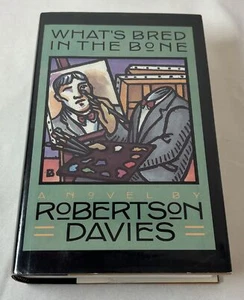 WHAT'S BRED
IN THE BONE
A NOVEL BY
ROBERTSON
DAVIES